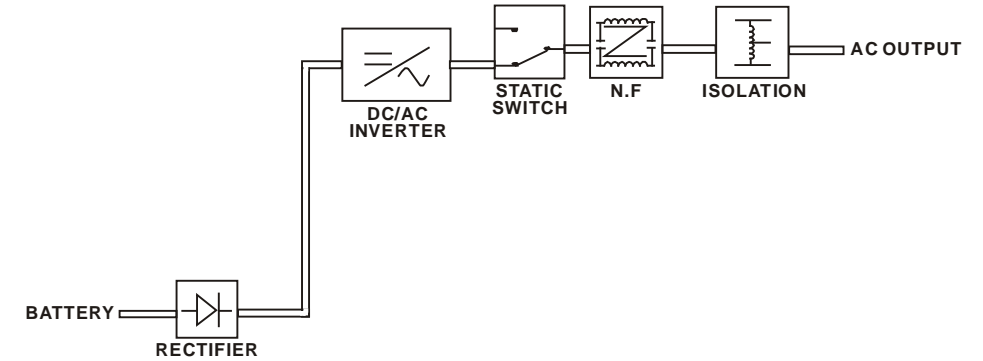 AC OUTPUT
STATIC
SWITCH
N.F
ISOLATION
DC/AC
INVERTER
BATTERY
RECTIFIER